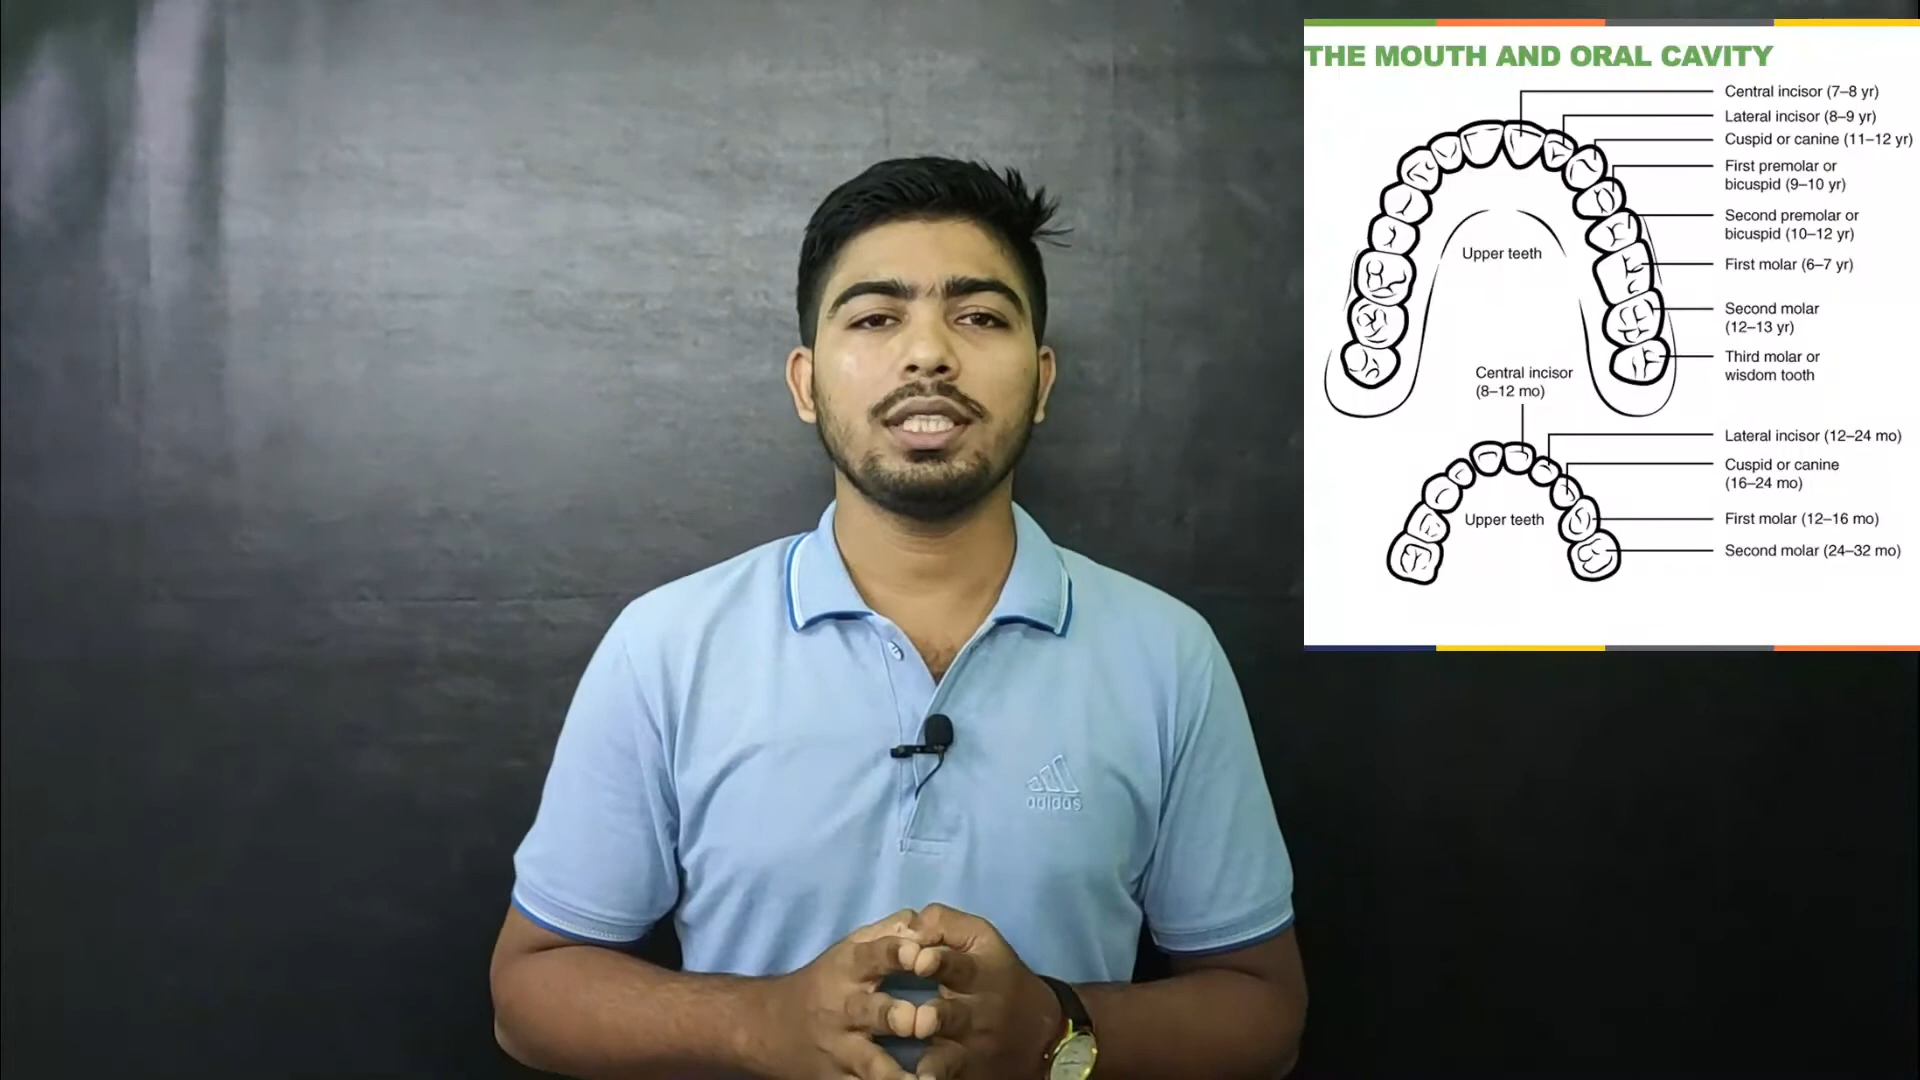 THE MOUTH AND ORAL CAVITY
Central incisor (7–8 yr)
Lateral incisor (8–9 yr)
Cuspid or canine (11–12 yr)
First premolar or
bicuspid (9–10 yr)
Second premolar or
bicuspid (10–12 yr)
Upper teeth
First molar (6–7 yr)
Second molar
(12–13 yr)
Third molar or
wisdom tooth
Central incisor
(8–12 mo)
Lateral incisor (12–24 mo)
Cuspid or canine
(16–24 mo)
Upper teeth
First molar (12–16 mo)
Second molar (24–32 mo)
adidas